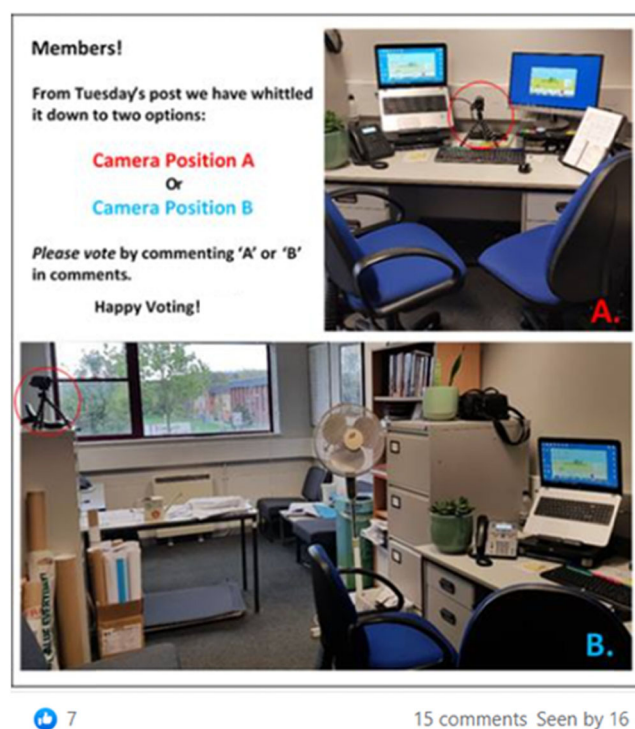 Members!
From Tuesday's post we have whittled
it down to two options:
Camera Position A
Or
Camera Position B
Please vote by commenting ‘A’ or ‘B’
in comments.
Happy Voting!
A.
B.
7
15 comments Seen by 16